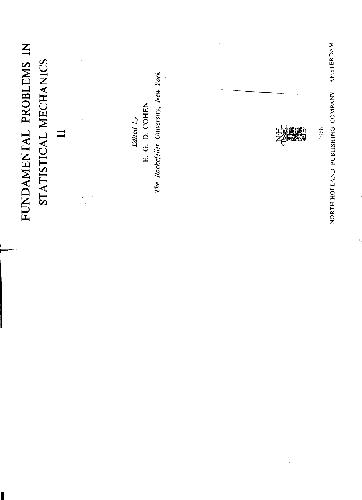 FUNDAMENTAL PROBLEMS IN
STATISTICAL MECHANICS
II
Edited by
E. G. D. COHEN
The Rockefeller University, New York
NORTH-HOLLAND PUBLISHING COMPANY AMSTERDAM